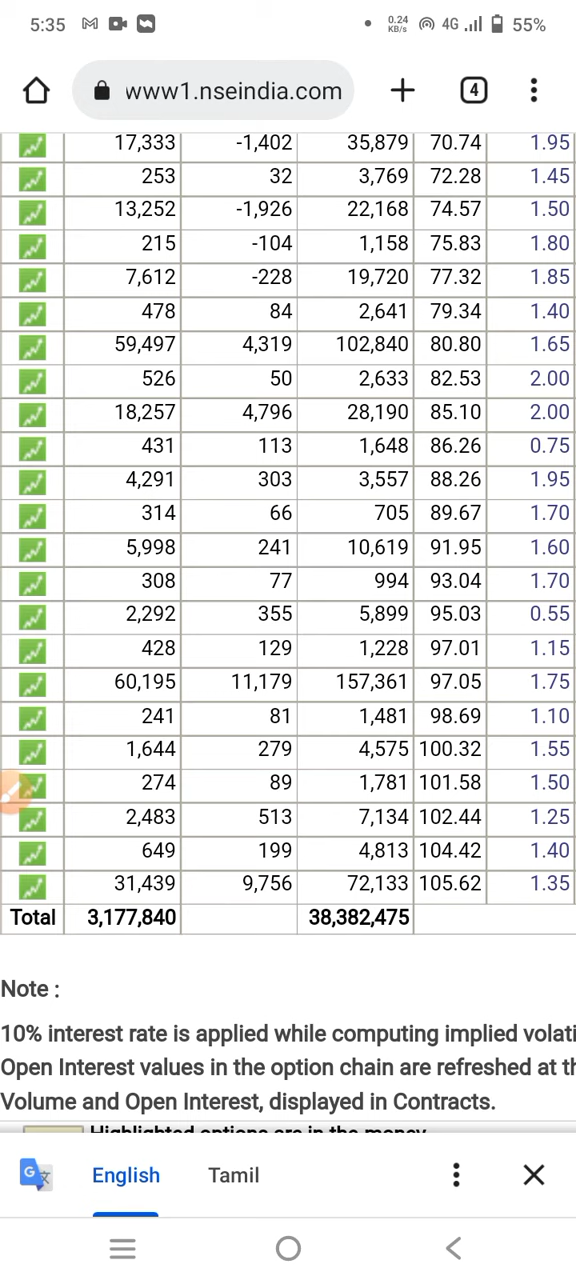 5:35 0.24 KB/s 4G 55%
www1.nseindia.com 4
17,333 -1,402 35,879 70.74 1.95
253 32 3,769 72.28 1.45
13,252 -1,926 22,168 74.57 1.50
215 -104 1,158 75.83 1.80
7,612 -228 19,720 77.32 1.85
478 84 2,641 79.34 1.40
59,497 4,319 102,840 80.80 1.65
526 50 2,633 82.53 2.00
18,257 4,796 28,190 85.10 2.00
431 113 1,648 86.26 0.75
4,291 303 3,557 88.26 1.95
314 66 705 89.67 1.70
5,998 241 10,619 91.95 1.60
308 77 994 93.04 1.70
2,292 355 5,899 95.03 0.55
428 129 1,228 97.01 1.15
60,195 11,179 157,361 97.05 1.75
241 81 1,481 98.69 1.10
1,644 279 4,575 100.32 1.55
274 89 1,781 101.58 1.50
2,483 513 7,134 102.44 1.25
649 199 4,813 104.42 1.40
31,439 9,756 72,133 105.62 1.35
Total 3,177,840 38,382,475
Note :
10% interest rate is applied while computing implied volati
Open Interest values in the option chain are refreshed at th
Volume and Open Interest, displayed in Contracts.
Highlighted options are in the money
English Tamil